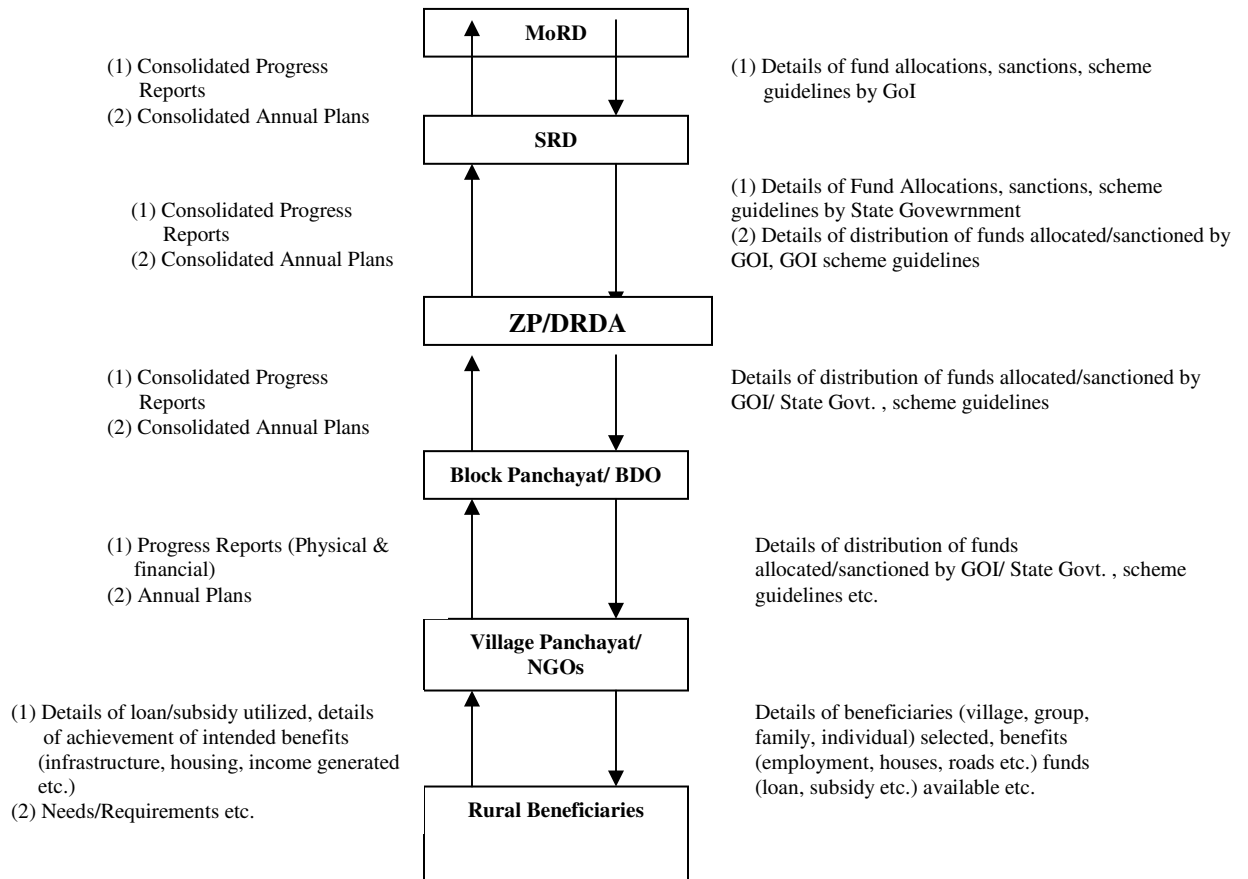 MoRD
(1) Consolidated Progress
Reports
(2) Consolidated Annual Plans
(1) Details of fund allocations, sanctions, scheme
guidelines by GoI
SRD
(1) Consolidated Progress
Reports
(2) Consolidated Annual Plans
(1) Details of Fund Allocations, sanctions, scheme
guidelines by State Govewrnment
(2) Details of distribution of funds allocated/sanctioned by
GOI, GOI scheme guidelines
ZP/DRDA
(1) Consolidated Progress
Reports
(2) Consolidated Annual Plans
Details of distribution of funds allocated/sanctioned by
GOI/ State Govt. , scheme guidelines
Block Panchayat/ BDO
(1) Progress Reports (Physical &
financial)
(2) Annual Plans
Details of distribution of funds
allocated/sanctioned by GOI/ State Govt. , scheme
guidelines etc.
Village Panchayat/
NGOs
(1) Details of loan/subsidy utilized, details
of achievement of intended benefits
(infrastructure, housing, income generated
etc.)
(2) Needs/Requirements etc.
Details of beneficiaries (village, group,
family, individual) selected, benefits
(employment, houses, roads etc.) funds
(loan, subsidy etc.) available etc.
Rural Beneficiaries